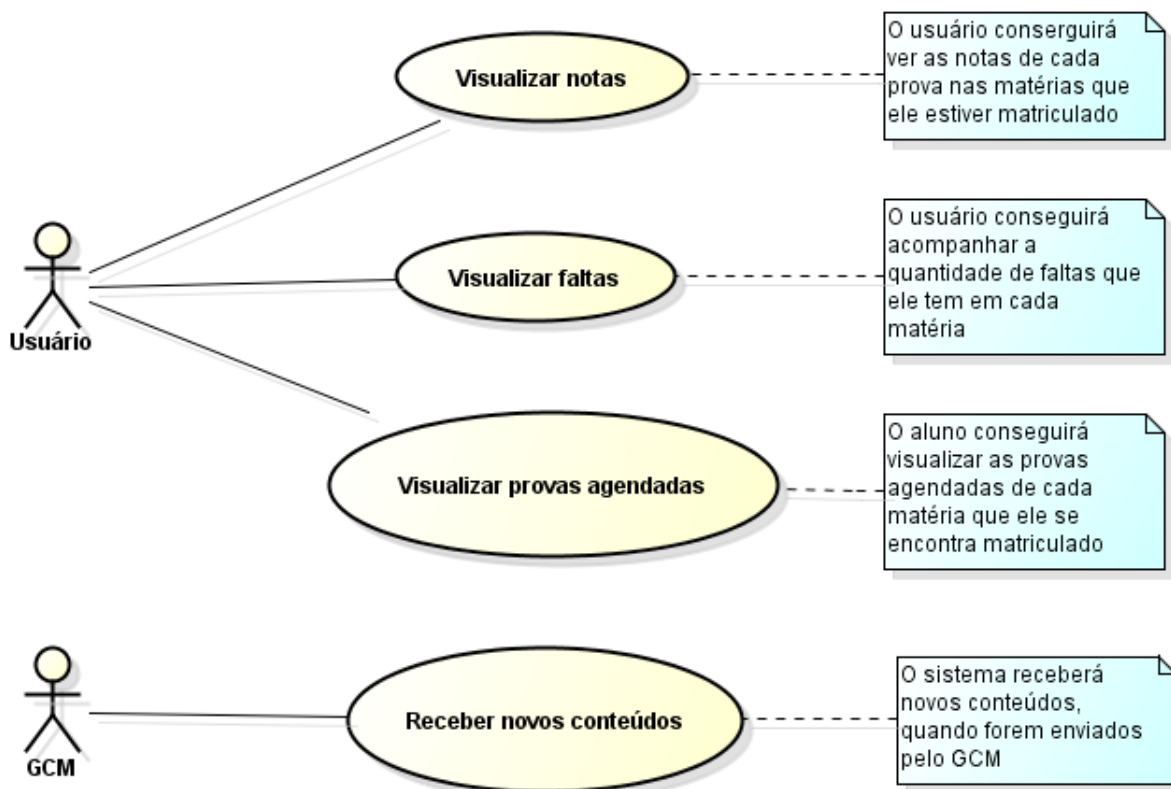 Visualizar notas
O usuário conserguirá
ver as notas de cada
prova nas matérias que
ele estiver matriculado
Usuário
Visualizar faltas
O usuário conseguirá
acompanhar a
quantidade de faltas que
ele tem em cada
matéria
Visualizar provas agendadas
O aluno conseguirá
visualizar as provas
agendadas de cada
matéria que ele se
encontra matriculado
GCM
Receber novos conteúdos
O sistema receberá
novos conteúdos,
quando forem enviados
pelo GCM